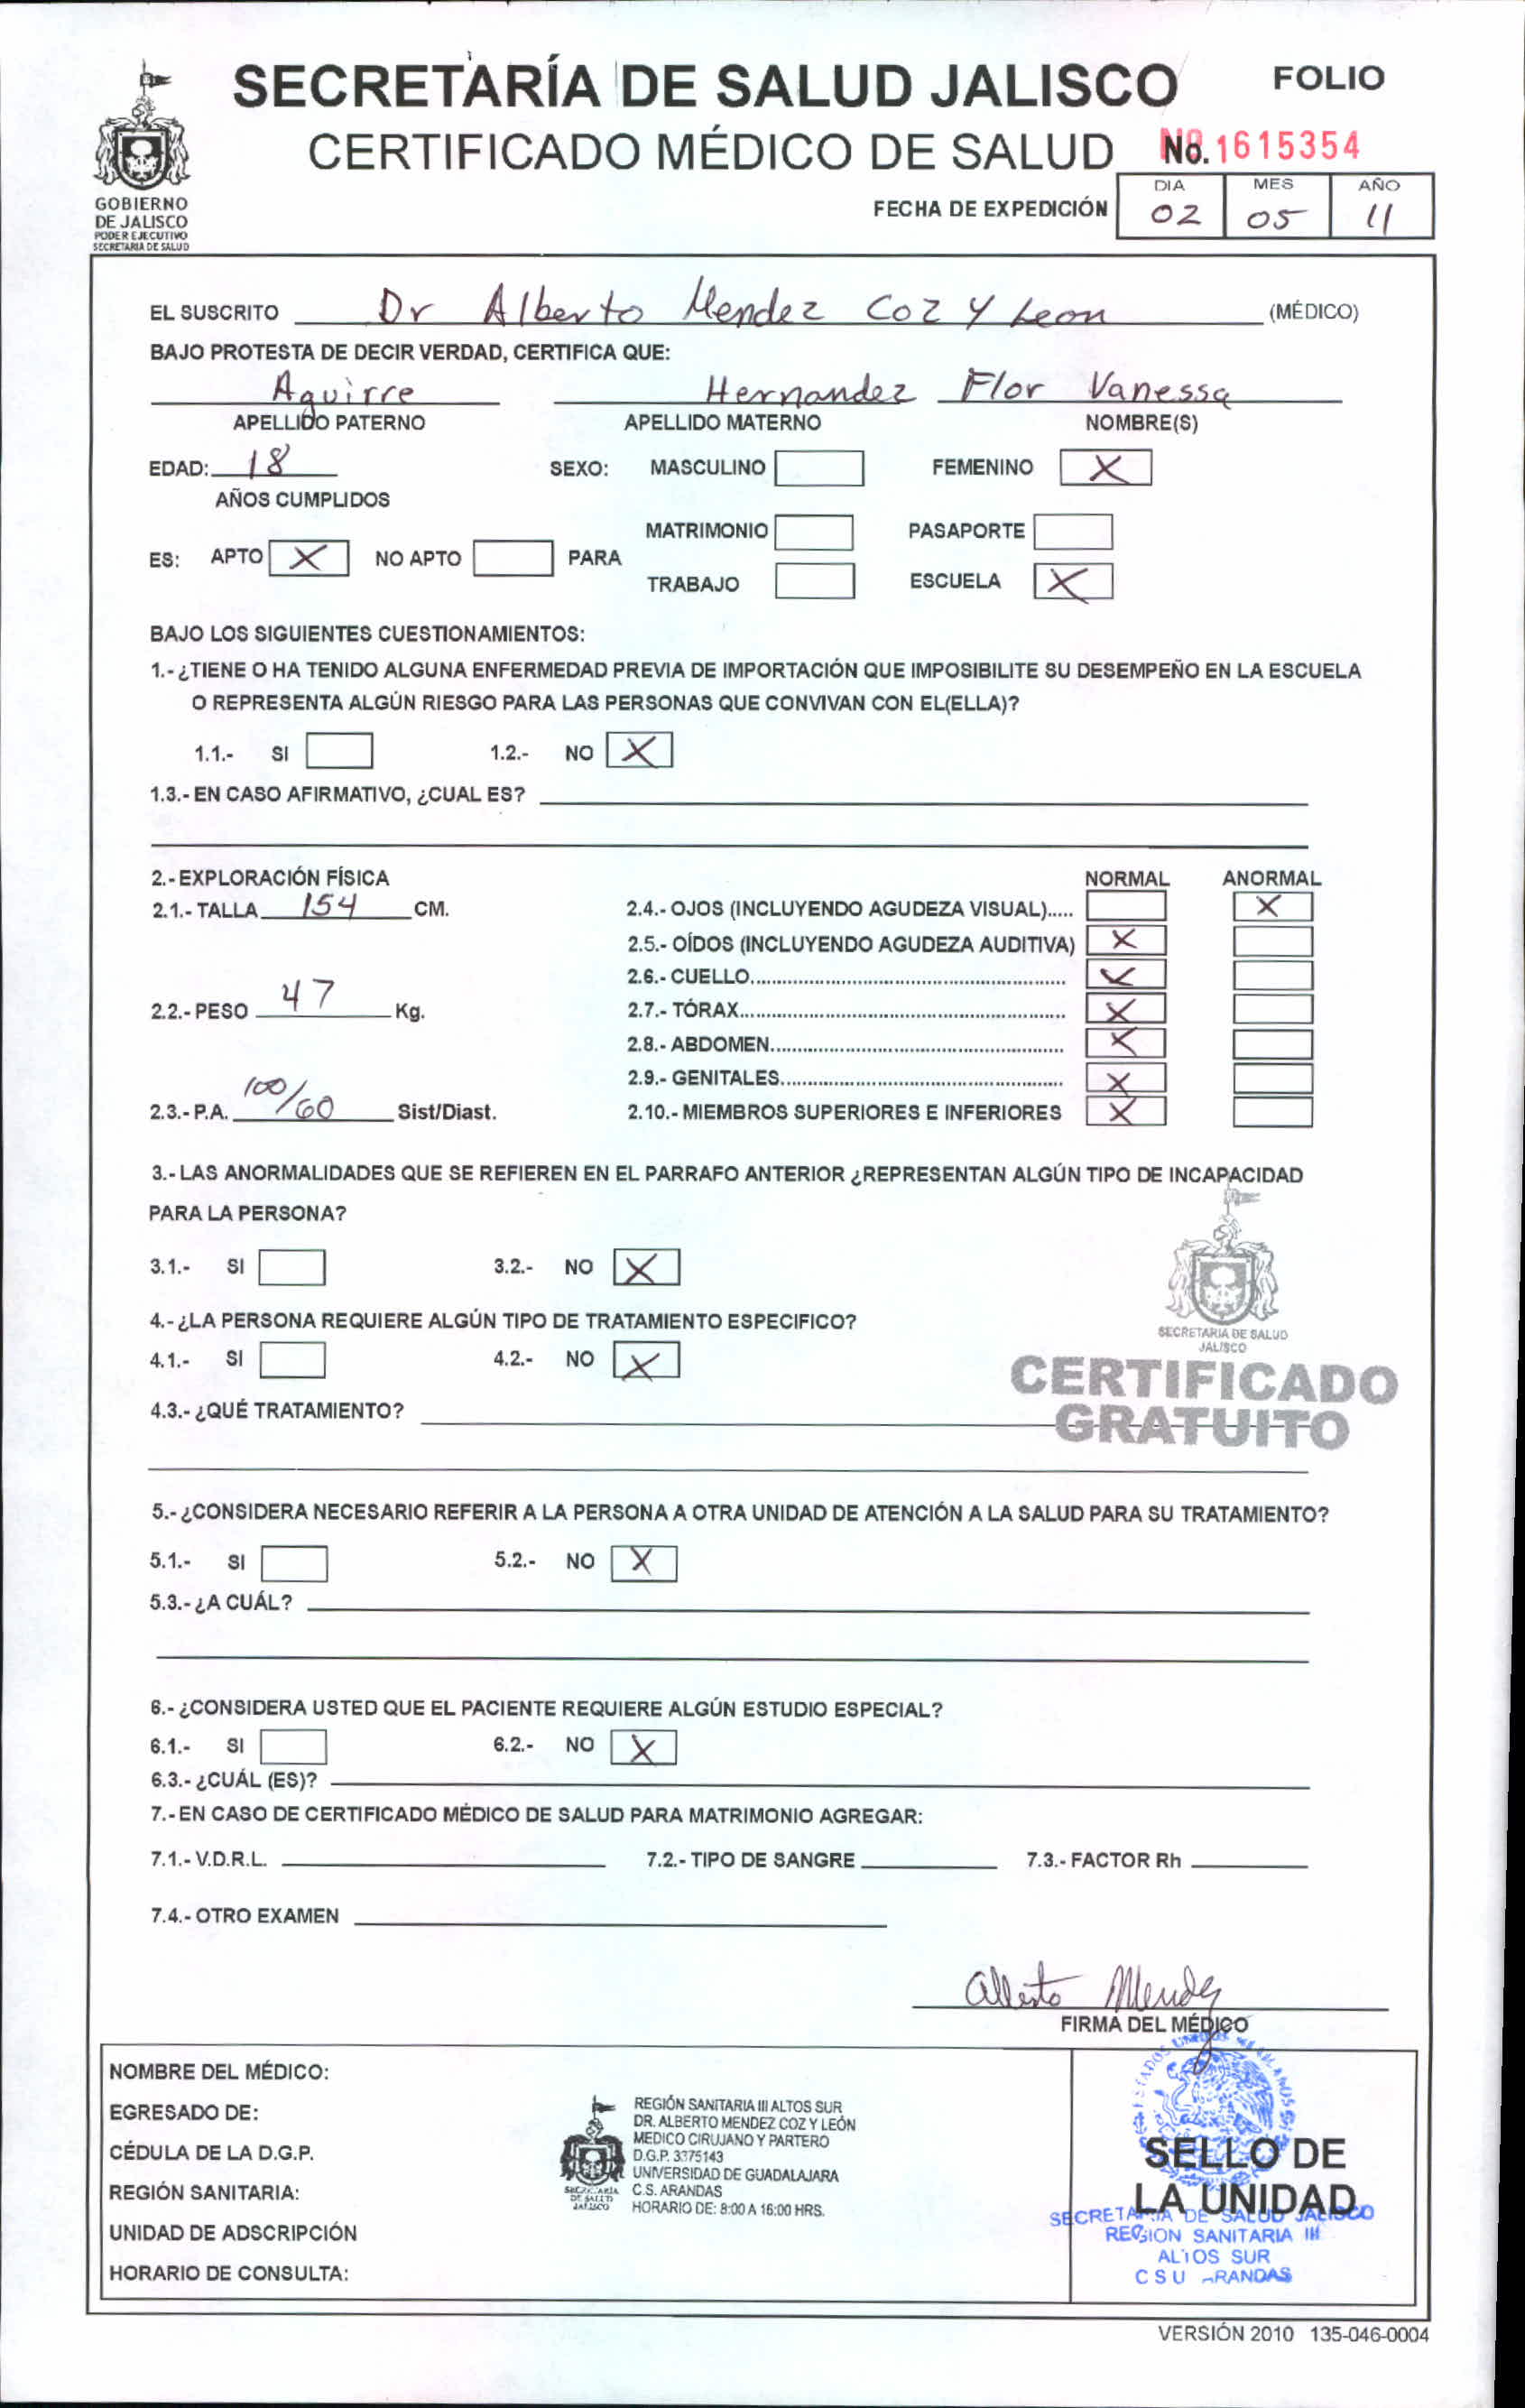 SECRETARÍA DE SALUD JALISCO
FOLIO
CERTIFICADO MÉDICO DE SALUD
No. 1615354
GOBIERNO
DE JALISCO
PODER EJECUTIVO
SECRETARIA DE SALUD
FECHA DE EXPEDICIÓN
DIA MES AÑO
02 05 11
EL SUSCRITO Dr Alberto Mendez Coz y Leon (MÉDICO)
BAJO PROTESTA DE DECIR VERDAD, CERTIFICA QUE:
Aguirre Hernandez Flor Vanessa
APELLIDO PATERNO APELLIDO MATERNO NOMBRE(S)
EDAD: 18 SEXO: MASCULINO FEMENINO X
AÑOS CUMPLIDOS
MATRIMONIO PASAPORTE
ES: APTO X NO APTO PARA
TRABAJO ESCUELA X
BAJO LOS SIGUIENTES CUESTIONAMIENTOS:
1.- ¿TIENE O HA TENIDO ALGUNA ENFERMEDAD PREVIA DE IMPORTACIÓN QUE IMPOSIBILITE SU DESEMPEÑO EN LA ESCUELA
O REPRESENTA ALGÚN RIESGO PARA LAS PERSONAS QUE CONVIVAN CON EL(ELLA)?
1.1.- SI 1.2.- NO X
1.3.- EN CASO AFIRMATIVO, ¿CUAL ES?
2.- EXPLORACIÓN FÍSICA NORMAL ANORMAL
2.1.- TALLA 154 CM. 2.4.- OJOS (INCLUYENDO AGUDEZA VISUAL)..... X
2.5.- OÍDOS (INCLUYENDO AGUDEZA AUDITIVA) X
2.6.- CUELLO X
2.2.- PESO 47 Kg. 2.7.- TÓRAX X
2.8.- ABDOMEN X
2.9.- GENITALES X
2.3.- P.A. 100/60 Sist/Diast. 2.10.- MIEMBROS SUPERIORES E INFERIORES X
3.- LAS ANORMALIDADES QUE SE REFIEREN EN EL PARRAFO ANTERIOR ¿REPRESENTAN ALGÚN TIPO DE INCAPACIDAD
PARA LA PERSONA?
3.1.- SI 3.2.- NO X
4.- ¿LA PERSONA REQUIERE ALGÚN TIPO DE TRATAMIENTO ESPECIFICO?
SECRETARIA DE SALUD
JALISCO
4.1.- SI 4.2.- NO X
CERTIFICADO
GRATUITO
4.3.- ¿QUÉ TRATAMIENTO?
5.- ¿CONSIDERA NECESARIO REFERIR A LA PERSONA A OTRA UNIDAD DE ATENCIÓN A LA SALUD PARA SU TRATAMIENTO?
5.1.- SI 5.2.- NO X
5.3.- ¿A CUÁL?
6.- ¿CONSIDERA USTED QUE EL PACIENTE REQUIERE ALGÚN ESTUDIO ESPECIAL?
6.1.- SI 6.2.- NO X
6.3.- ¿CUÁL (ES)?
7.- EN CASO DE CERTIFICADO MÉDICO DE SALUD PARA MATRIMONIO AGREGAR:
7.1.- V.D.R.L. 7.2.- TIPO DE SANGRE 7.3.- FACTOR Rh
7.4.- OTRO EXAMEN
Alberto Mendez
FIRMA DEL MÉDICO
NOMBRE DEL MÉDICO:
EGRESADO DE:
CÉDULA DE LA D.G.P.
REGIÓN SANITARIA:
UNIDAD DE ADSCRIPCIÓN
HORARIO DE CONSULTA:
SECRETARIA
DE SALUD
JALISCO
REGIÓN SANITARIA III ALTOS SUR
DR. ALBERTO MENDEZ COZ Y LEÓN
MEDICO CIRUJANO Y PARTERO
D.G.P. 3375143
UNIVERSIDAD DE GUADALAJARA
C.S. ARANDAS
HORARIO DE: 8:00 A 16:00 HRS.
ESTADOS UNIDOS MEXICANOS
SELLO DE
LA UNIDAD
SECRETARIA DE SALUD JALISCO
REGION SANITARIA III
ALTOS SUR
CSU ARANDAS
VERSIÓN 2010 135-046-0004